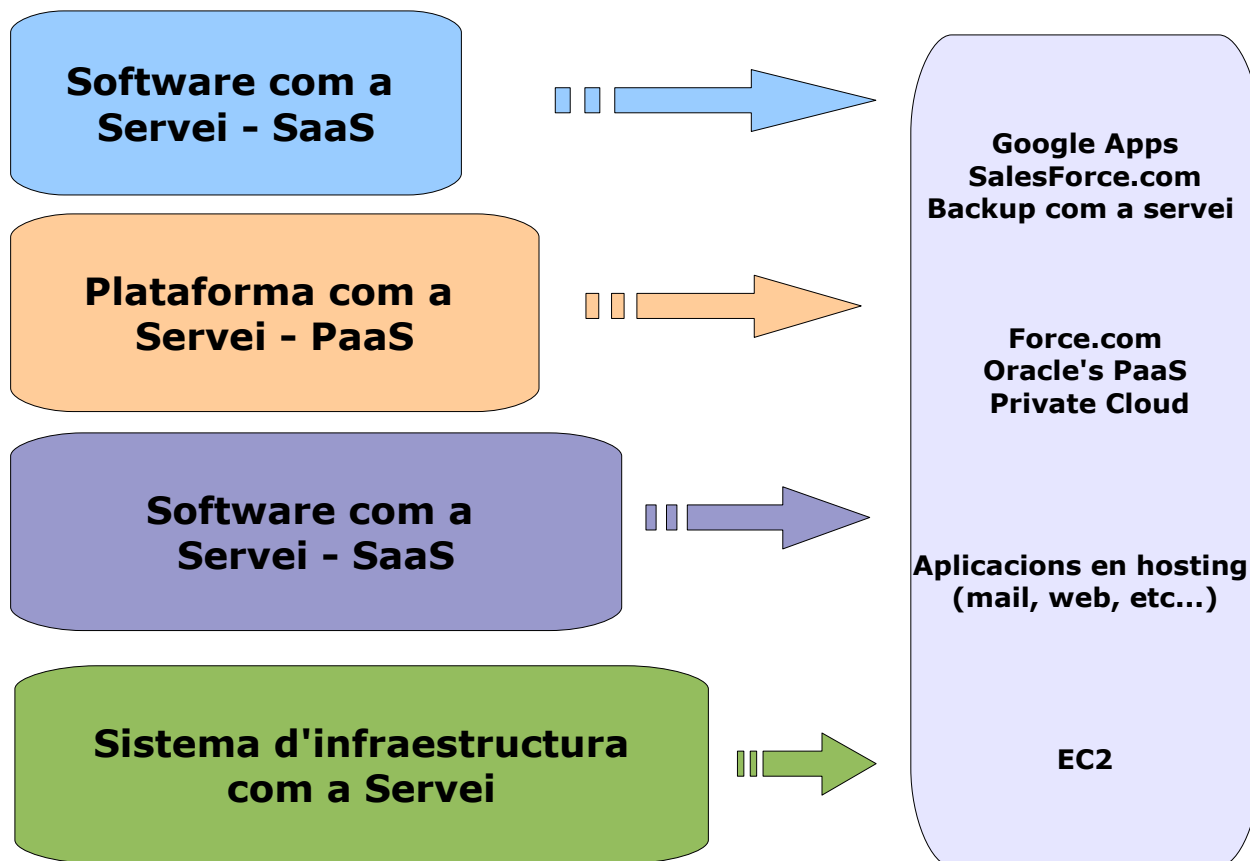 Software com a
Servei - SaaS
Google Apps
SalesForce.com
Backup com a servei
Plataforma com a
Servei - PaaS
Force.com
Oracle's PaaS
Private Cloud
Software com a
Servei - SaaS
Aplicacions en hosting
(mail, web, etc...)
Sistema d'infraestructura
com a Servei
EC2